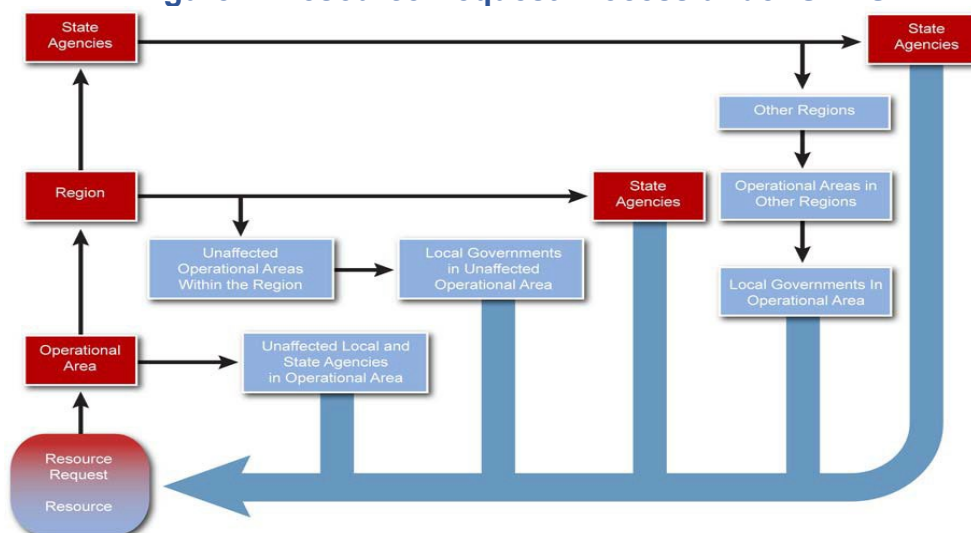 State
Agencies
State
Agencies
Other Regions
Region
State
Agencies
Operational Areas in
Other Regions
Unaffected
Operational Areas
Within the Region
Local Governments
in Unaffected
Operational Area
Local Governments In
Operational Area
Operational
Area
Unaffected Local and
State Agencies
in Operational Area
Resource
Request
Resource